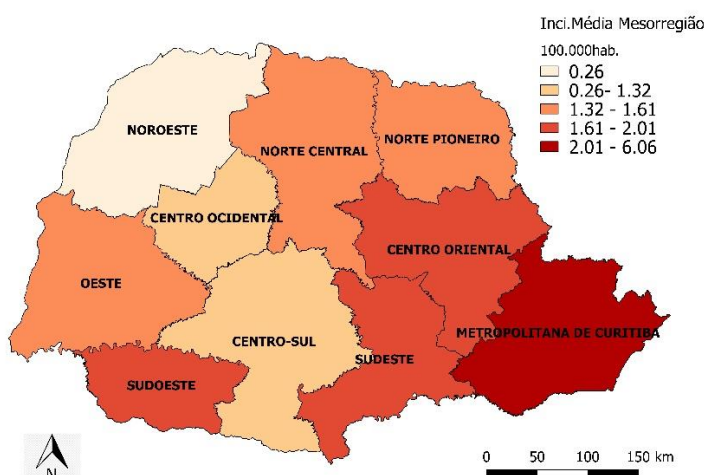 Inci.Média Mesorregião
100.000hab.
0.26
0.26- 1.32
1.32 - 1.61
1.61 - 2.01
2.01 - 6.06
NOROESTE
NORTE CENTRAL
NORTE PIONEIRO
CENTRO OCIDENTAL
CENTRO ORIENTAL
OESTE
CENTRO-SUL
SUDESTE
METROPOLITANA DE CURITIBA
SUDOESTE
N
0 50 100 150 km